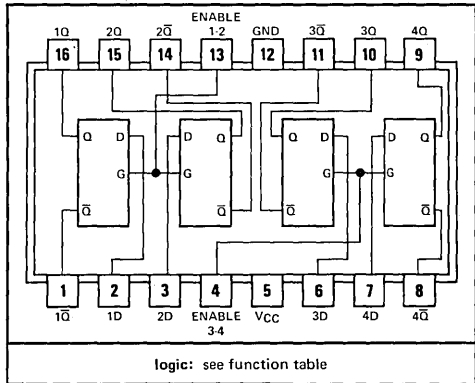 ENABLE
1Q 2Q 2Q̅ 1-2 GND 3Q̅ 3Q 4Q
16 15 14 13 12 11 10 9
Q D D Q Q D D Q
G G G G
Q̅ Q̅ Q̅ Q̅
1 2 3 4 5 6 7 8
1Q̅ 1D 2D ENABLE VCC 3D 4D 4Q̅
3-4
logic: see function table